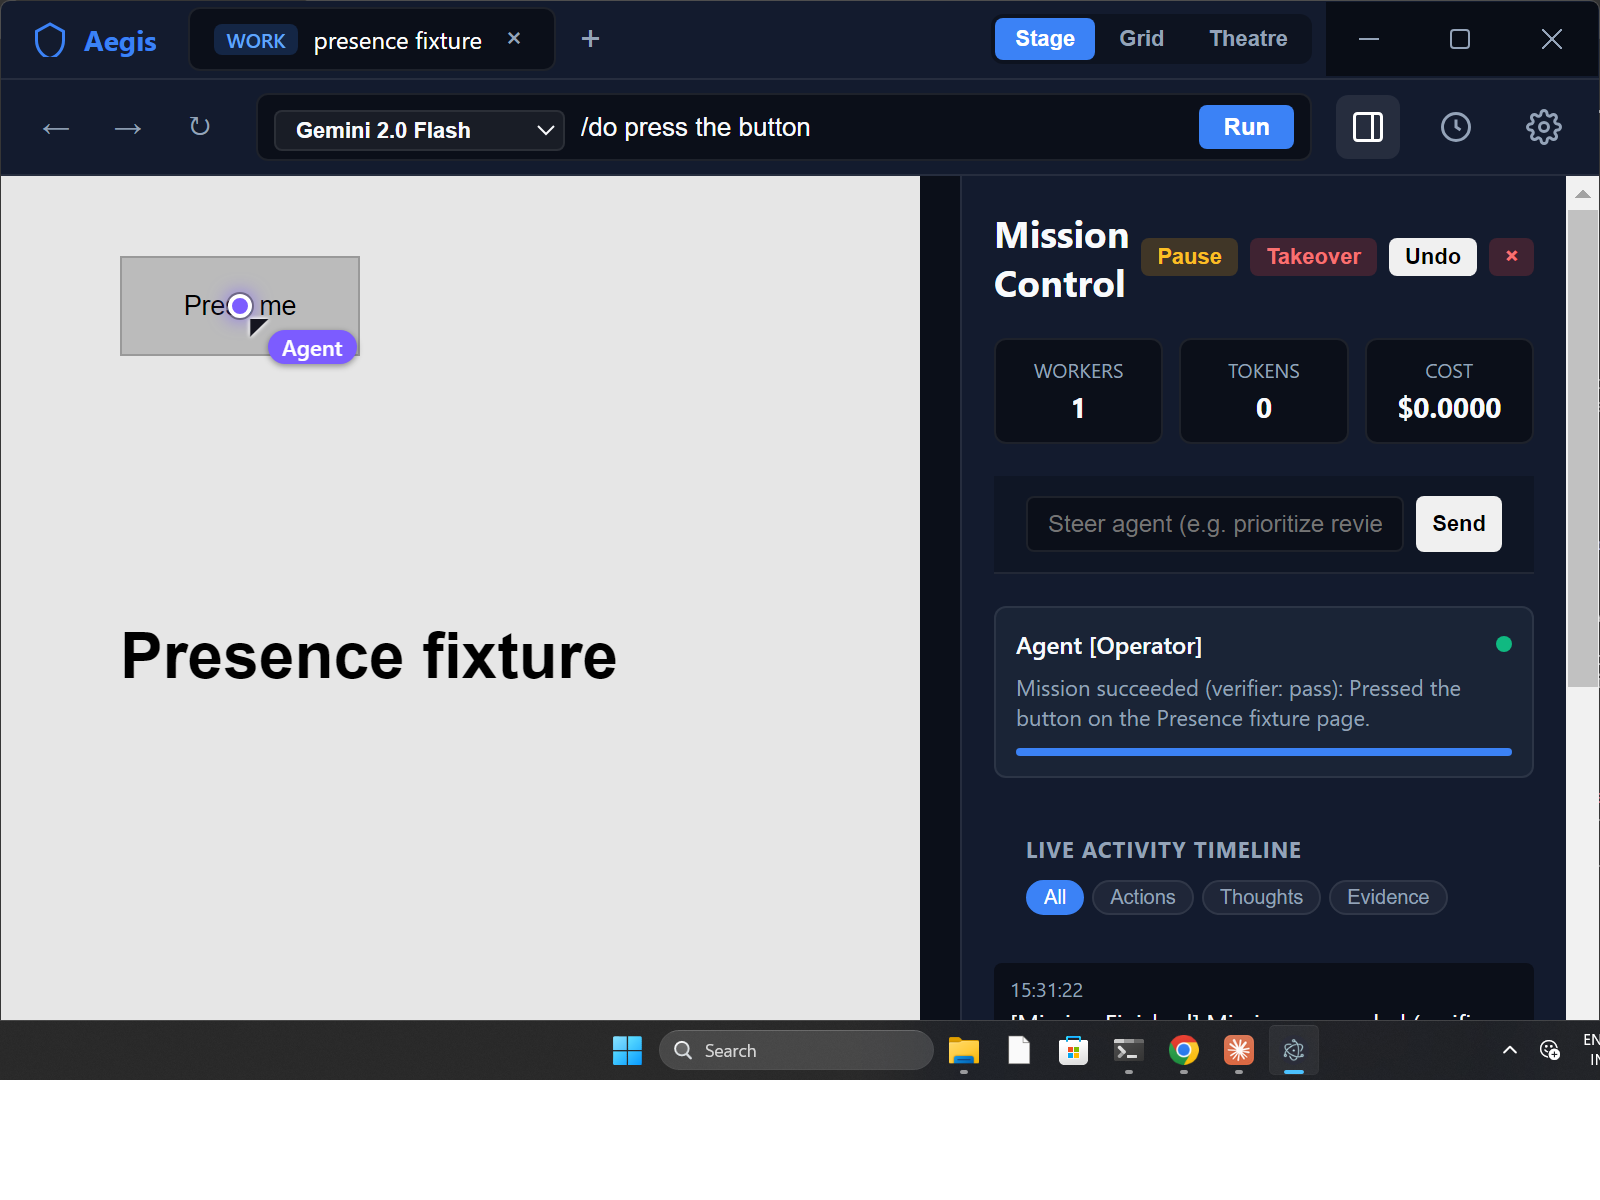 Aegis
WORK presence fixture × +
Stage Grid Theatre
Gemini 2.0 Flash /do press the button Run
Mission Control
Pause Takeover Undo ×
me
Agent
WORKERS TOKENS COST
1 0 $0.0000
Steer agent (e.g. prioritize revie Send
Presence fixture
Agent [Operator]
Mission succeeded (verifier: pass): Pressed the
button on the Presence fixture page.
LIVE ACTIVITY TIMELINE
All Actions Thoughts Evidence
15:31:22
Search